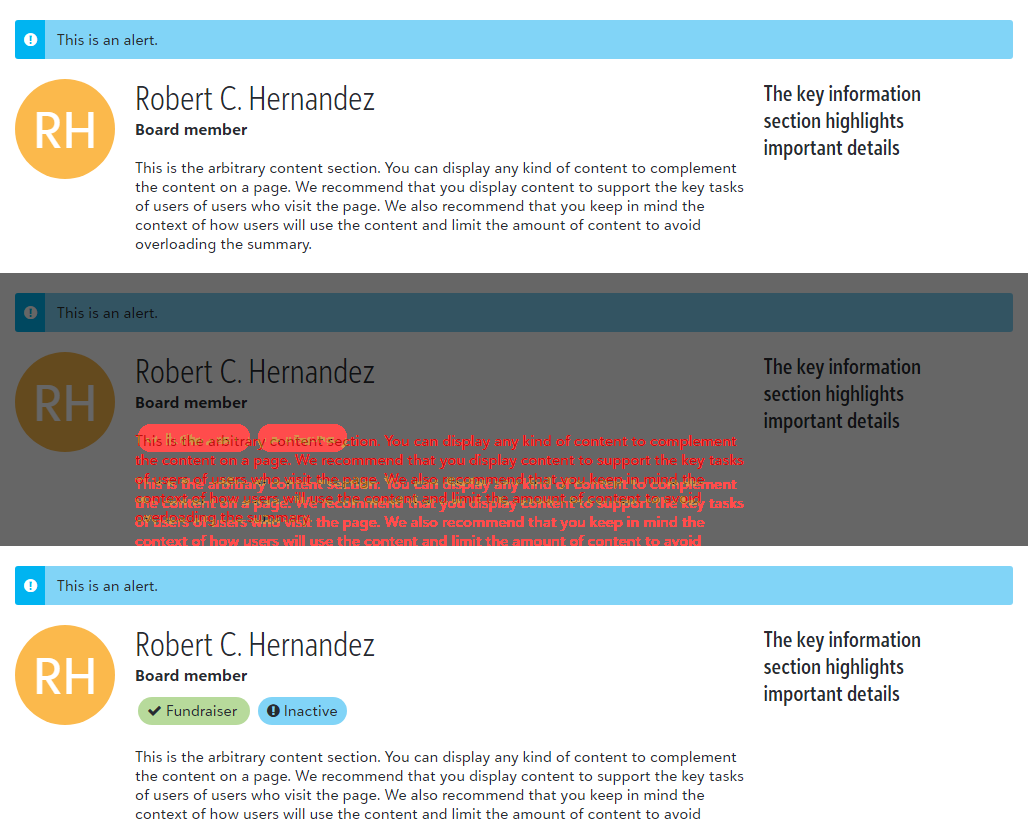 This is an alert.
RH
Robert C. Hernandez
Board member
The key information
section highlights
important details
This is the arbitrary content section. You can display any kind of content to complement
the content on a page. We recommend that you display content to support the key tasks
of users of users who visit the page. We also recommend that you keep in mind the
context of how users will use the content and limit the amount of content to avoid
overloading the summary.
This is an alert.
RH
Robert C. Hernandez
Board member
The key information
section highlights
important details
This is the arbitrary content section. You can display any kind of content to complement
the content on a page. We recommend that you display content to support the key tasks
of users of users who visit the page. We also recommend that you keep in mind the
This is the arbitrary content section. You can display any kind of content to complement
context of how users will use the content and limit the amount of content to avoid
the content on a page. We recommend that you display content to support the key tasks
overloading the summary.
of users of users who visit the page. We also recommend that you keep in mind the
context of how users will use the content and limit the amount of content to avoid
This is an alert.
RH
Robert C. Hernandez
Board member
Fundraiser
Inactive
The key information
section highlights
important details
This is the arbitrary content section. You can display any kind of content to complement
the content on a page. We recommend that you display content to support the key tasks
of users of users who visit the page. We also recommend that you keep in mind the
context of how users will use the content and limit the amount of content to avoid